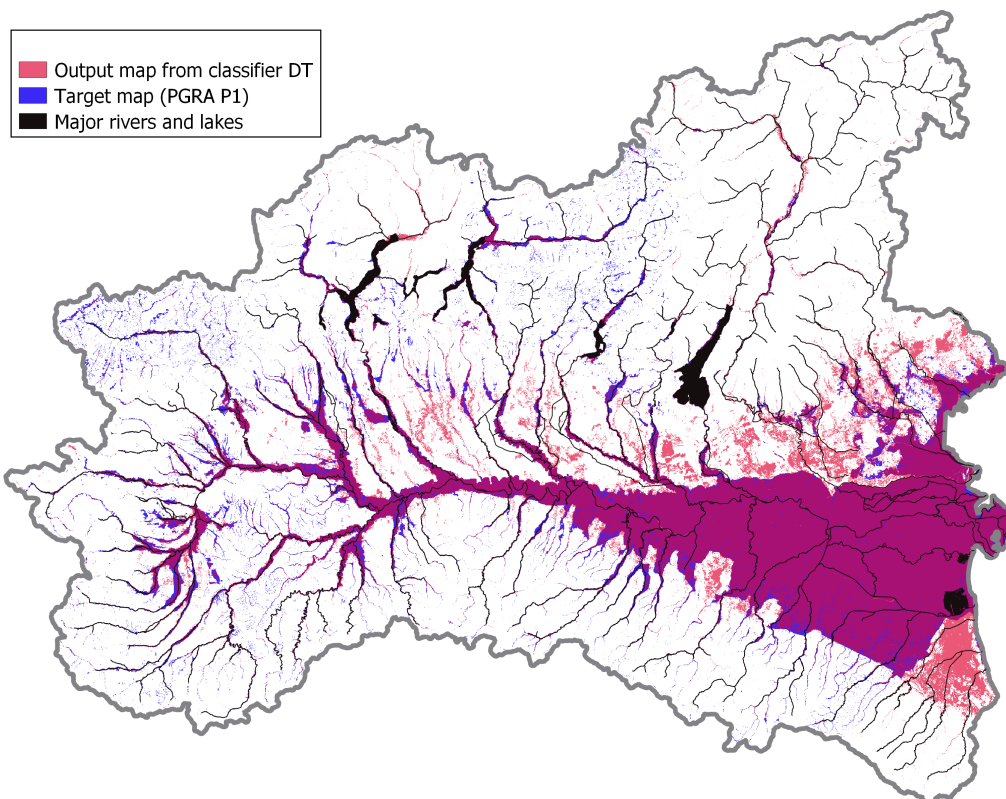 Output map from classifier DT
Target map (PGRA P1)
Major rivers and lakes